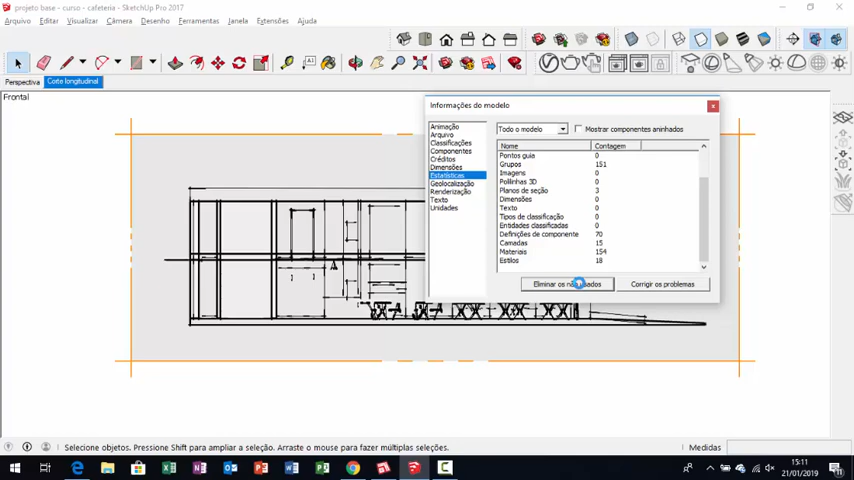 projeto base - curso - cafeteria - SketchUp Pro 2017
Arquivo Editar Visualizar Câmera Desenho Ferramentas Janela Extensões Ajuda
Perspectiva Corte longitudinal
Frontal
Informações do modelo
Animação
Arquivo
Classificações
Componentes
Créditos
Dimensões
Estatísticas
Geolocalização
Renderização
Texto
Unidades
Todo o modelo Mostrar componentes aninhados
Nome Contagem
Pontos guia 0
Grupos 151
Imagens 0
Polilinhas 3D 0
Planos de seção 3
Dimensões 0
Texto 0
Tipos de classificação 0
Entidades classificadas 0
Definições de componente 70
Camadas 15
Materiais 154
Estilos 18
Eliminar os não usados Corrigir os problemas
A
Selecione objetos. Pressione Shift para ampliar a seleção. Arraste o mouse para fazer múltiplas seleções. Medidas
15:11
21/01/2019